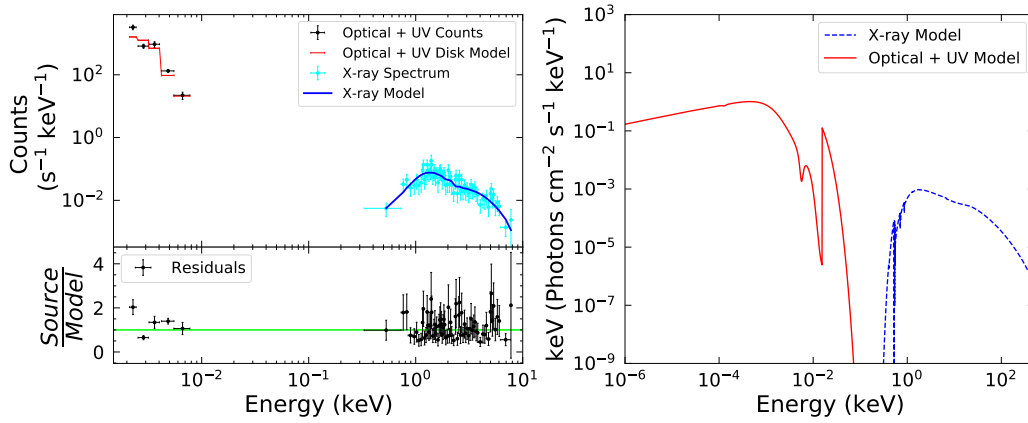 Counts
(s⁻¹ keV⁻¹)
10²
10⁰
10⁻²
Optical + UV Counts
Optical + UV Disk Model
X-ray Spectrum
X-ray Model
Source
Model
4
2
0
Residuals
10⁻²
10⁻¹
10⁰
10¹
Energy (keV)
keV (Photons cm⁻² s⁻¹ keV⁻¹)
10³
10¹
10⁻¹
10⁻³
10⁻⁵
10⁻⁷
10⁻⁹
X-ray Model
Optical + UV Model
10⁻⁶
10⁻⁴
10⁻²
10⁰
10²
Energy (keV)